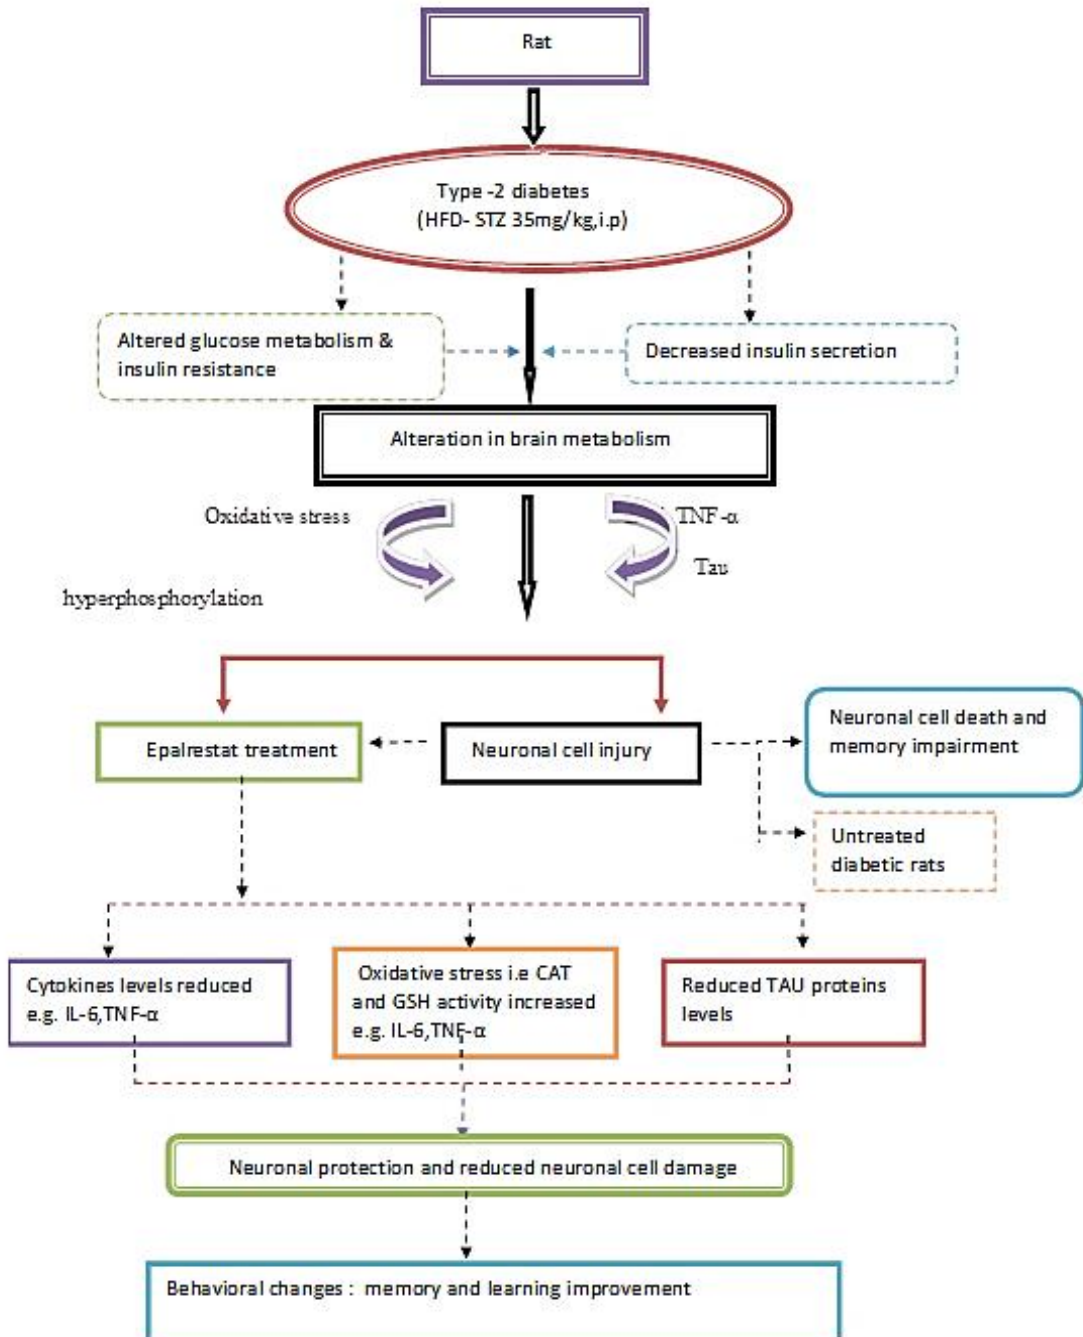 Rat
Type -2 diabetes
(HFD- STZ 35mg/kg,i.p)
Altered glucose metabolism &
insulin resistance
Decreased insulin secretion
Alteration in brain metabolism
Oxidative stress
TNF-α
Tau
hyperphosphorylation
Epalrestat treatment
Neuronal cell injury
Neuronal cell death and
memory impairment
Untreated
diabetic rats
Cytokines levels reduced
e.g. IL-6,TNF-α
Oxidative stress i.e CAT
and GSH activity increased
e.g. IL-6,TNF-α
Reduced TAU proteins
levels
Neuronal protection and reduced neuronal cell damage
Behavioral changes : memory and learning improvement